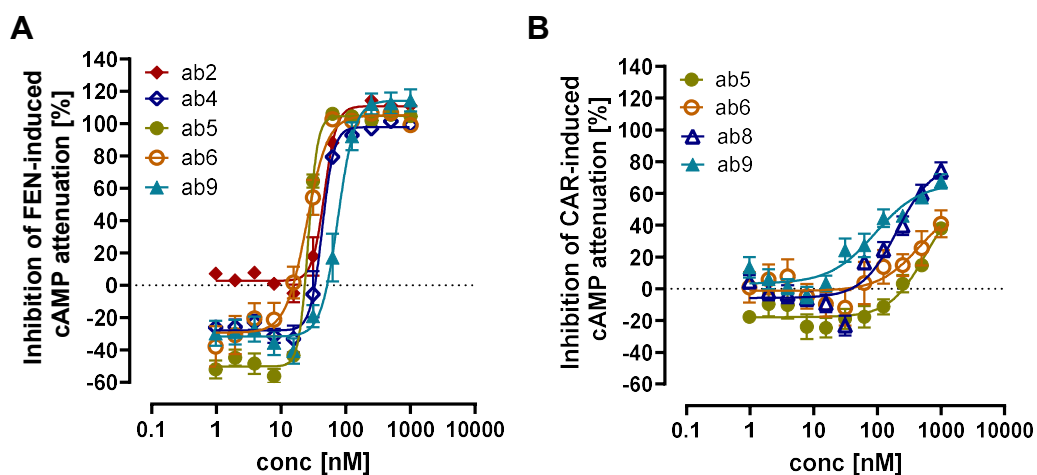 A
Inhibition of FEN-induced
cAMP attenuation [%]
140
120
100
80
60
40
20
0
-20
-40
-60
ab2
ab4
ab5
ab6
ab9
0.1 1 10 100 1000 10000
conc [nM]
B
Inhibition of CAR-induced
cAMP attenuation [%]
140
120
100
80
60
40
20
0
-20
-40
-60
ab5
ab6
ab8
ab9
0.1 1 10 100 1000 10000
conc [nM]